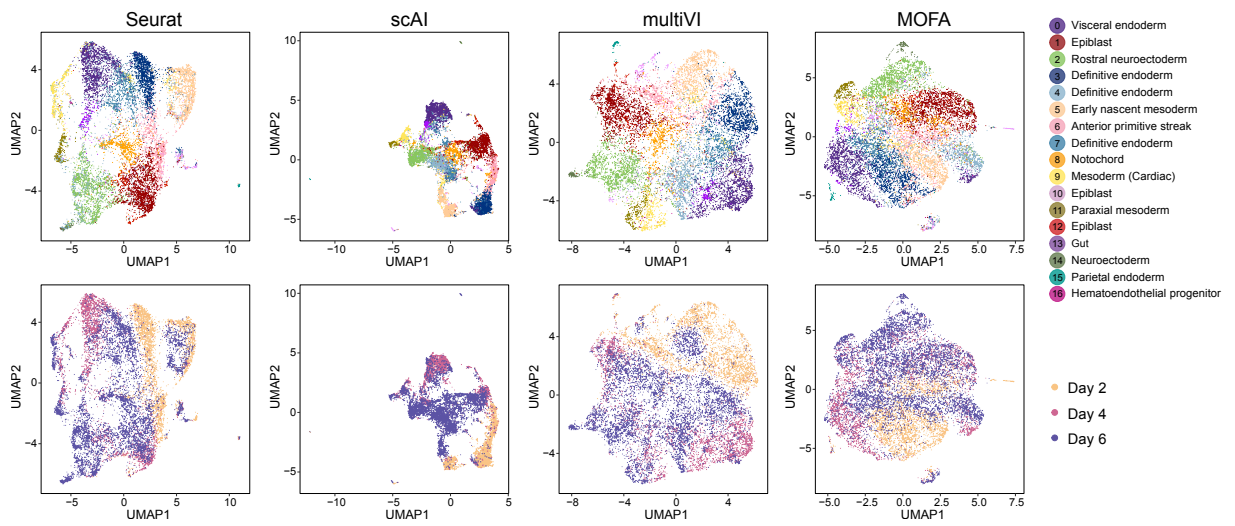 Seurat
scAI
multiVI
MOFA
UMAP2
4
0
−4
−5
0
5
10
UMAP1
UMAP2
10
5
0
−5
−10
−5
0
5
UMAP1
UMAP2
4
0
−4
−8
−4
0
4
UMAP1
UMAP2
5
0
−5
−5.0
−2.5
0.0
2.5
5.0
7.5
UMAP1
0 Visceral endoderm
1 Epiblast
2 Rostral neuroectoderm
3 Definitive endoderm
4 Definitive endoderm
5 Early nascent mesoderm
6 Anterior primitive streak
7 Definitive endoderm
8 Notochord
9 Mesoderm (Cardiac)
10 Epiblast
11 Paraxial mesoderm
12 Epiblast
13 Gut
14 Neuroectoderm
15 Parietal endoderm
16 Hematoendothelial progenitor
UMAP2
4
0
−4
−5
0
5
10
UMAP1
UMAP2
10
5
0
−5
−10
−5
0
5
UMAP1
UMAP2
4
0
−4
−8
−4
0
4
UMAP1
UMAP2
5
0
−5
−5.0
−2.5
0.0
2.5
5.0
7.5
UMAP1
Day 2
Day 4
Day 6